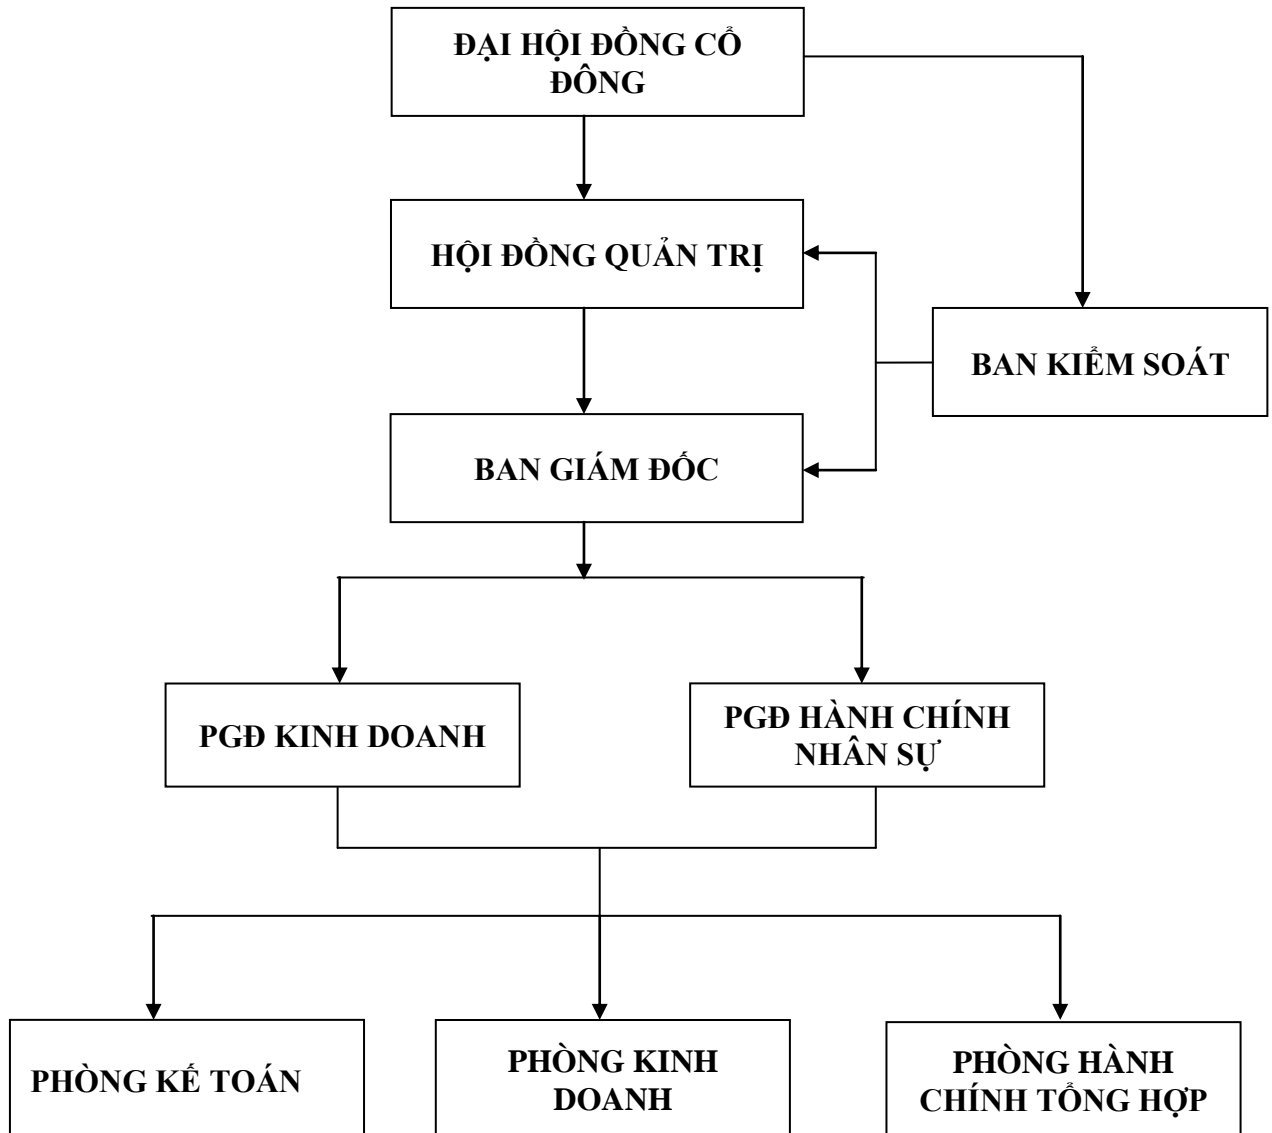 ĐẠI HỘI ĐỒNG CỔ
ĐÔNG
HỘI ĐỒNG QUẢN TRỊ
BAN KIỂM SOÁT
BAN GIÁM ĐỐC
PGĐ KINH DOANH
PGĐ HÀNH CHÍNH
NHÂN SỰ
PHÒNG KẾ TOÁN
PHÒNG KINH
DOANH
PHÒNG HÀNH
CHÍNH TỔNG HỢP